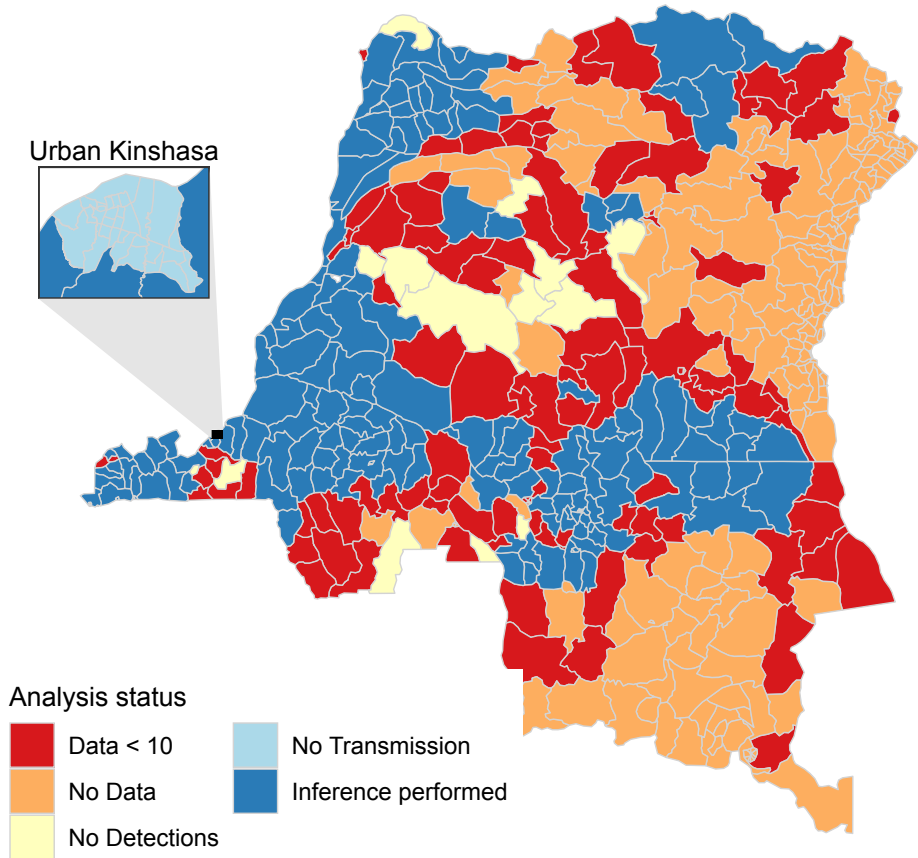 Urban Kinshasa
Analysis status
Data < 10
No Data
No Detections
No Transmission
Inference performed